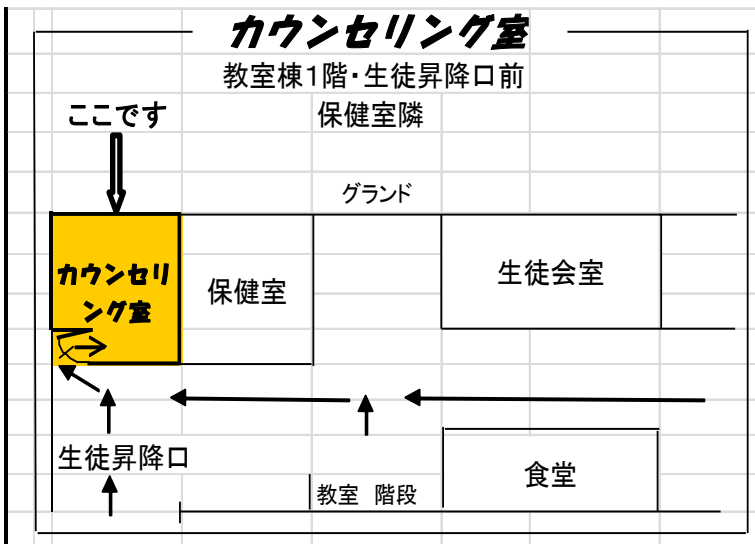 カウンセリング室
教室棟1階・生徒昇降口前
保健室隣
ここです
グランド
カウンセリ
ング室
保健室
生徒会室
生徒昇降口
教室 階段
食堂